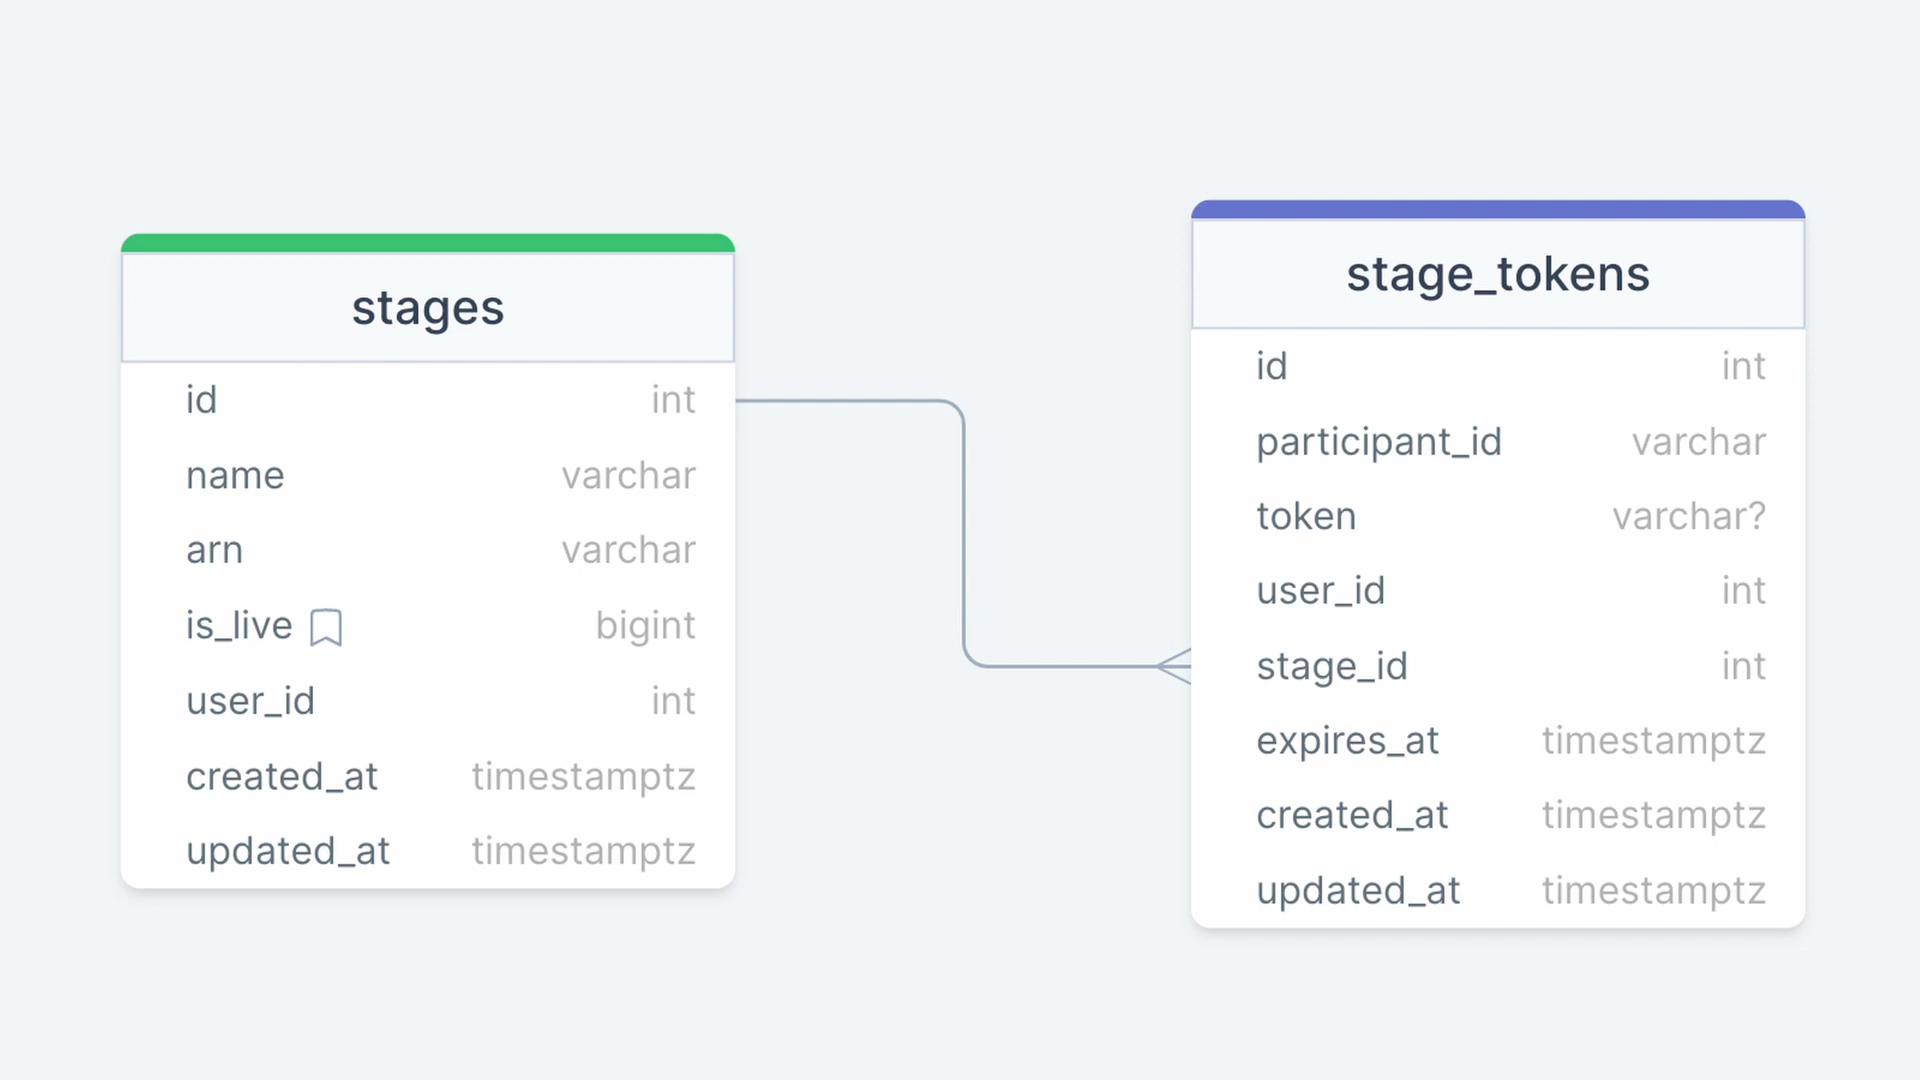 stages
id int
name varchar
arn varchar
is_live bigint
user_id int
created_at timestamptz
updated_at timestamptz
stage_tokens
id int
participant_id varchar
token varchar?
user_id int
stage_id int
expires_at timestamptz
created_at timestamptz
updated_at timestamptz